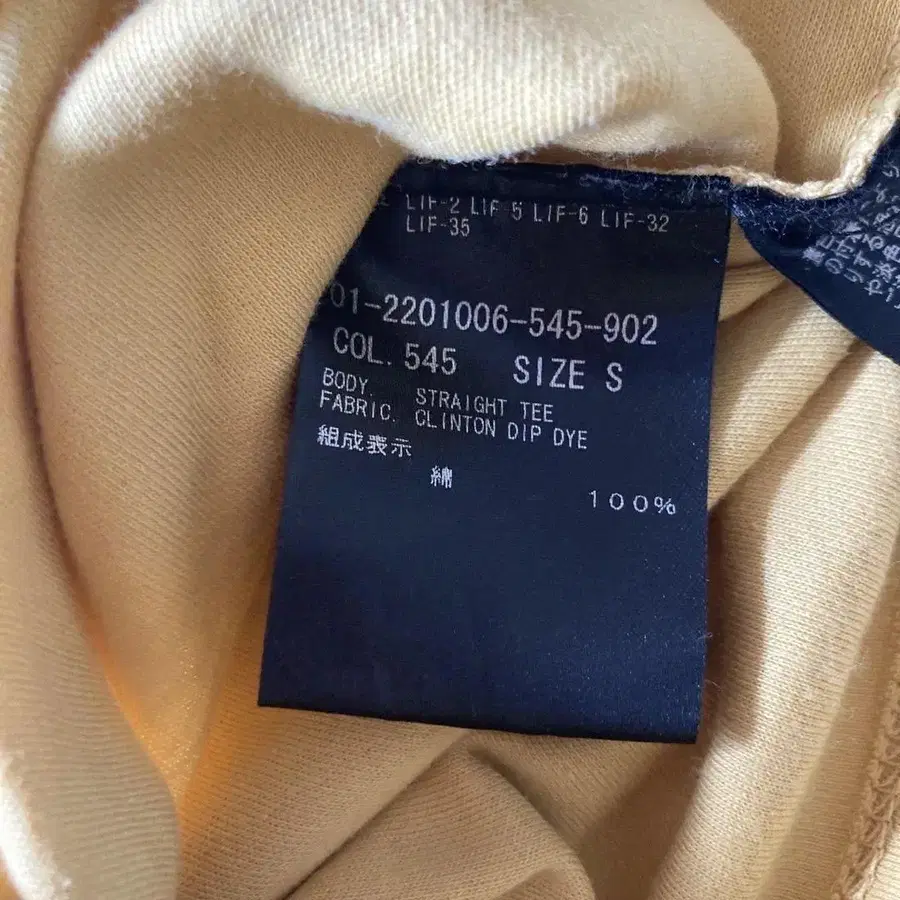 LIF-2 LIF 5 LIF-6 LIF-32
LIF-35
01-2201006-545-902
COL. 545 SIZE S
BODY. STRAIGHT TEE
FABRIC. CLINTON DIP DYE
組成表示
綿
100%